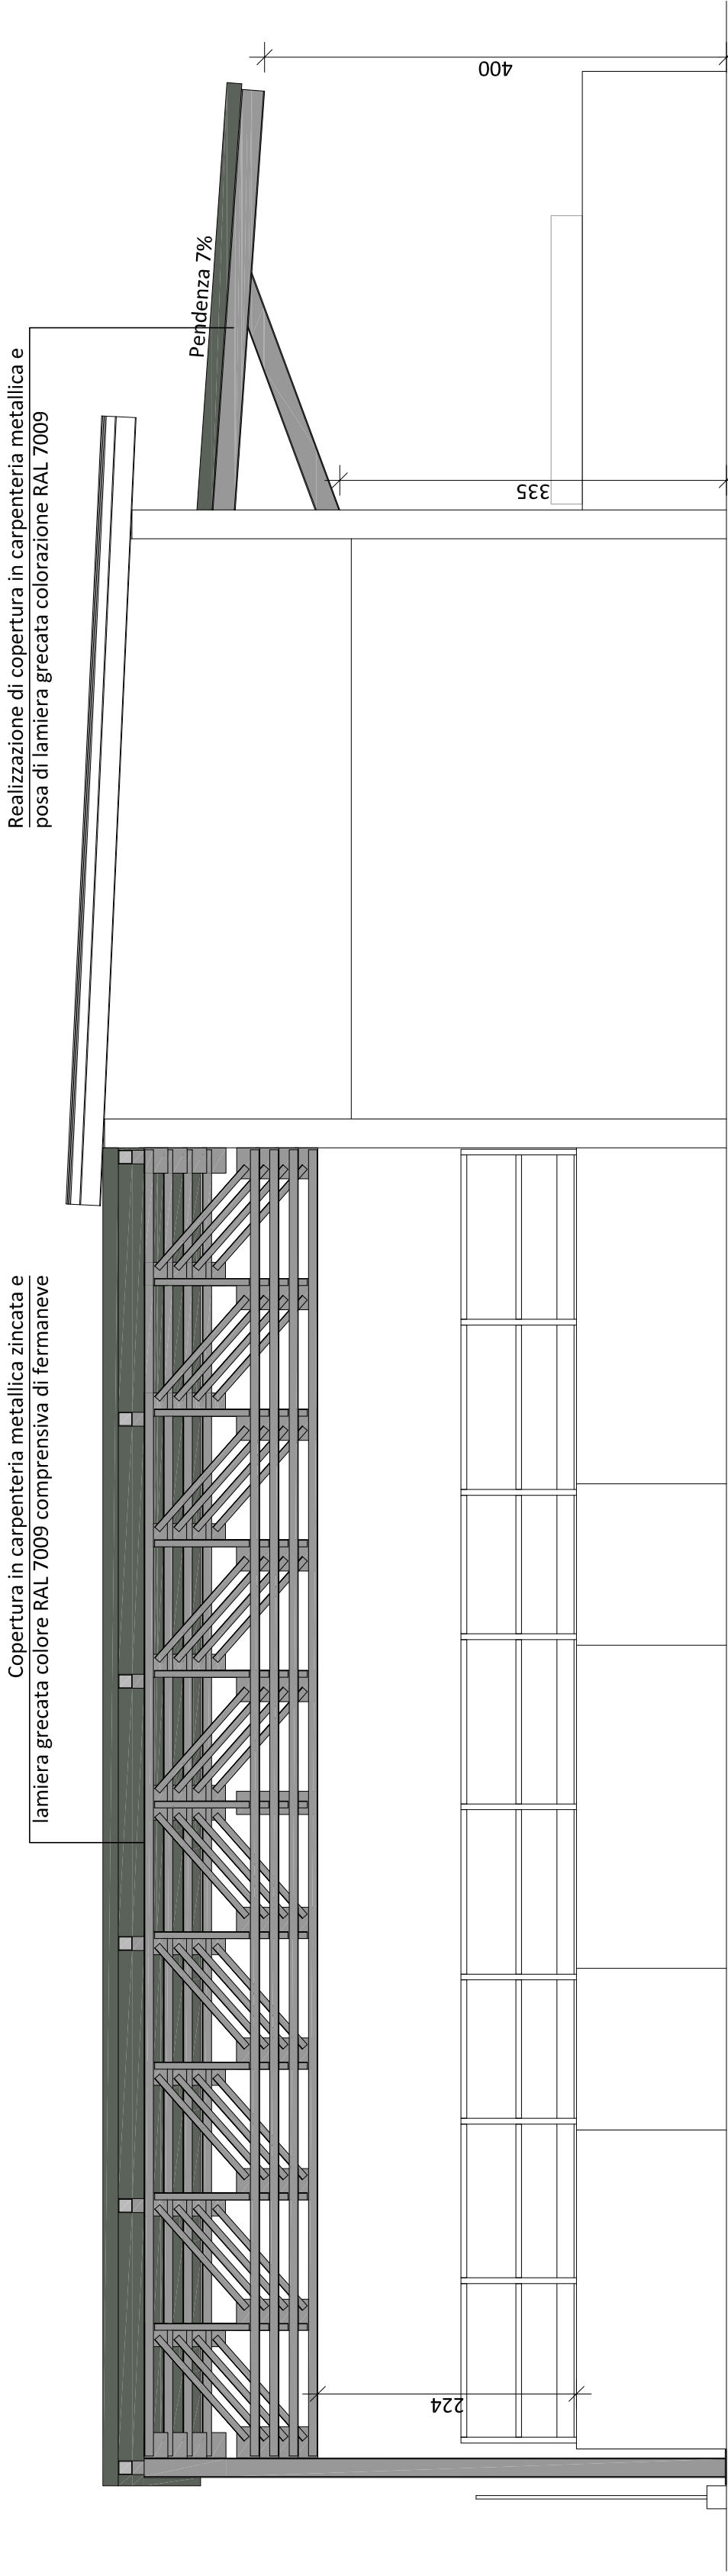 Copertura in carpenteria metallica zincata e
lamiera grecata colore RAL 7009 comprensiva di fermaneve
Realizzazione di copertura in carpenteria metallica e
posa di lamiera grecata colorazione RAL 7009
Pendenza 7%
224
335
400